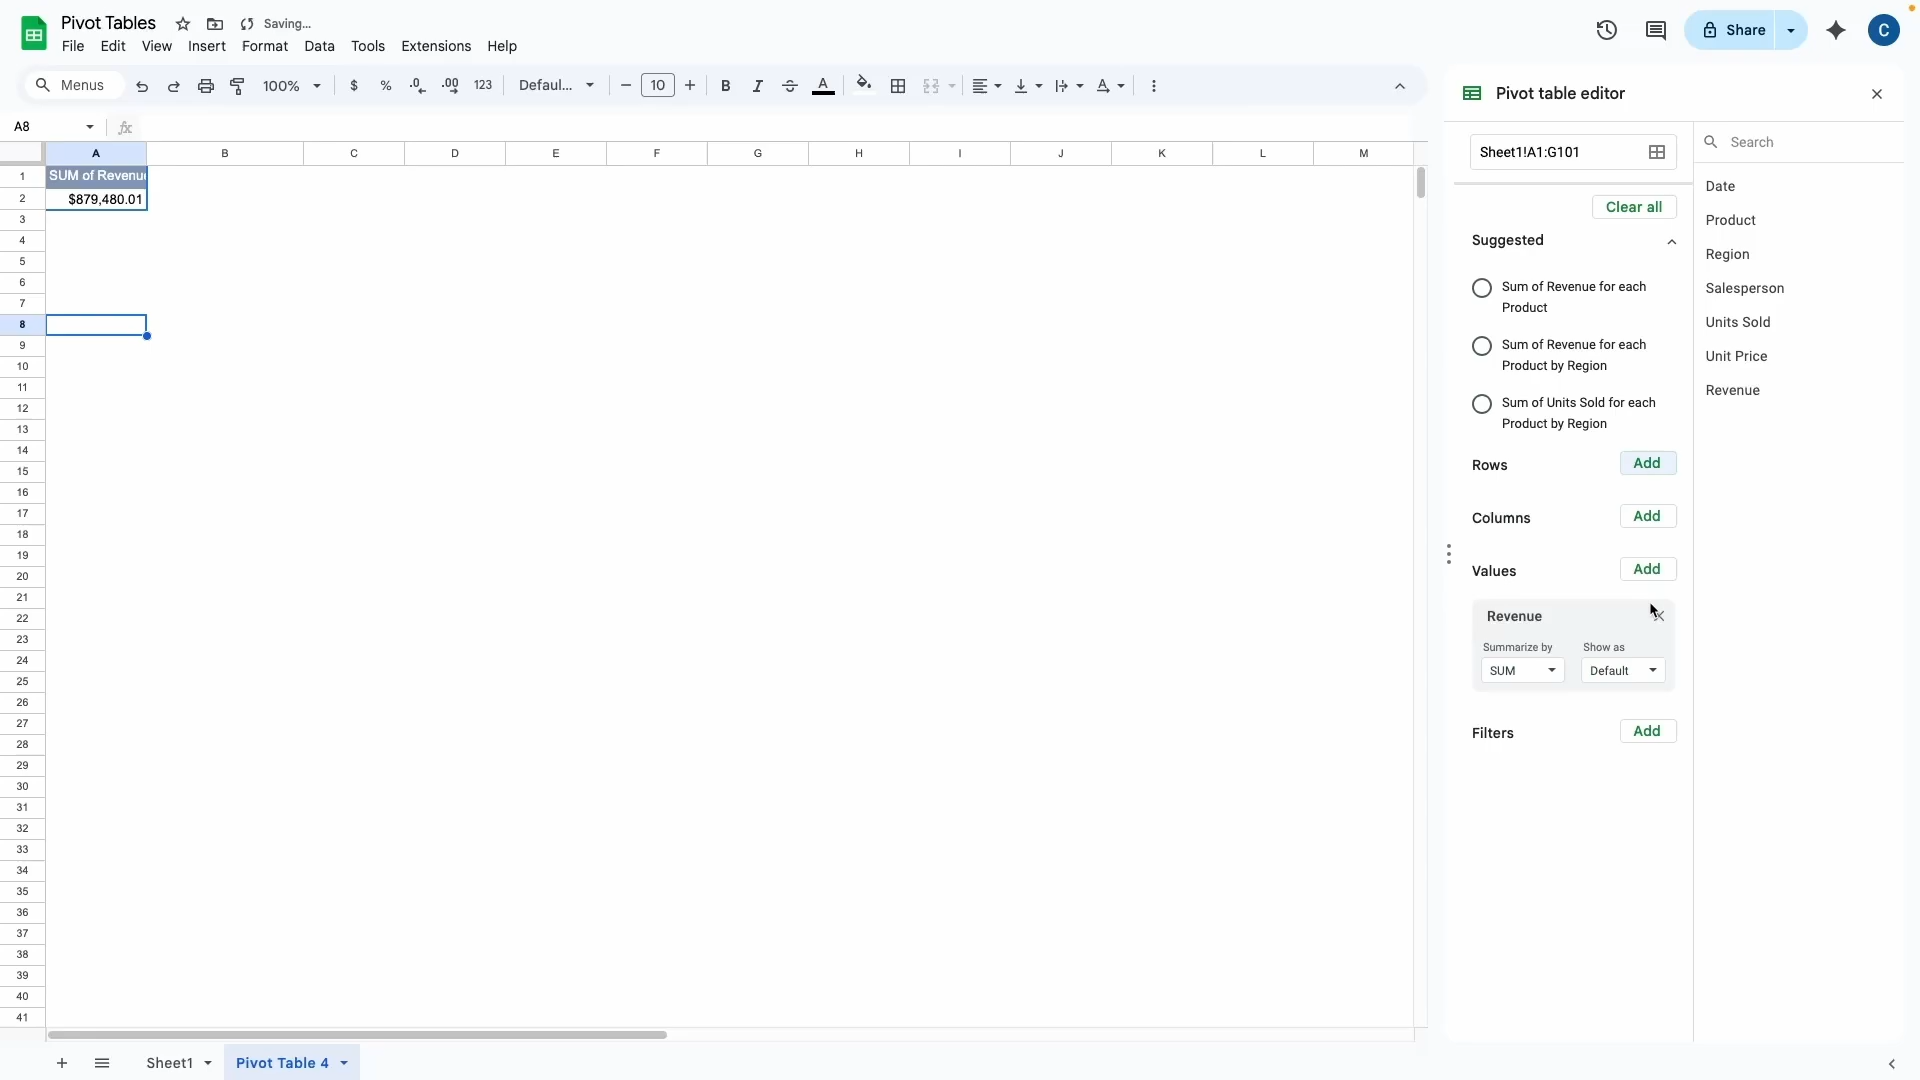 Pivot Tables
Saving...
File Edit View Insert Format Data Tools Extensions Help
Share
C
Menus
100%
$ % .0 .00 123
Defaul...
10
B I A
A8
fx
A B C D E F G H I J K L M
1 SUM of Revenu
2 $879,480.01
3
4
5
6
7
8
9
10
11
12
13
14
15
16
17
18
19
20
21
22
23
24
25
26
27
28
29
30
31
32
33
34
35
36
37
38
39
40
41
Sheet1
Pivot Table 4
Pivot table editor
Sheet1!A1:G101
Clear all
Suggested
Sum of Revenue for each
Product
Sum of Revenue for each
Product by Region
Sum of Units Sold for each
Product by Region
Rows Add
Columns Add
Values Add
Revenue
Summarize by Show as
SUM Default
Filters Add
Search
Date
Product
Region
Salesperson
Units Sold
Unit Price
Revenue